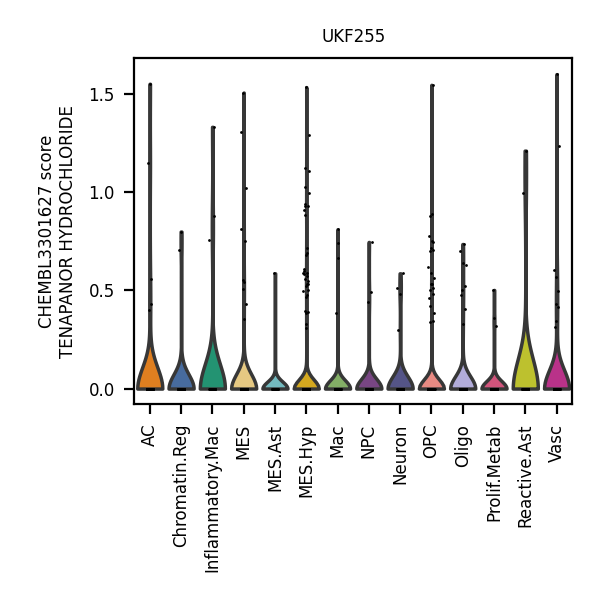 UKF255
CHEMBL3301627 score
TENAPANOR HYDROCHLORIDE
1.5
1.0
0.5
0.0
AC
Chromatin.Reg
Inflammatory.Mac
MES
MES.Ast
MES.Hyp
Mac
NPC
Neuron
OPC
Oligo
Prolif.Metab
Reactive.Ast
Vasc